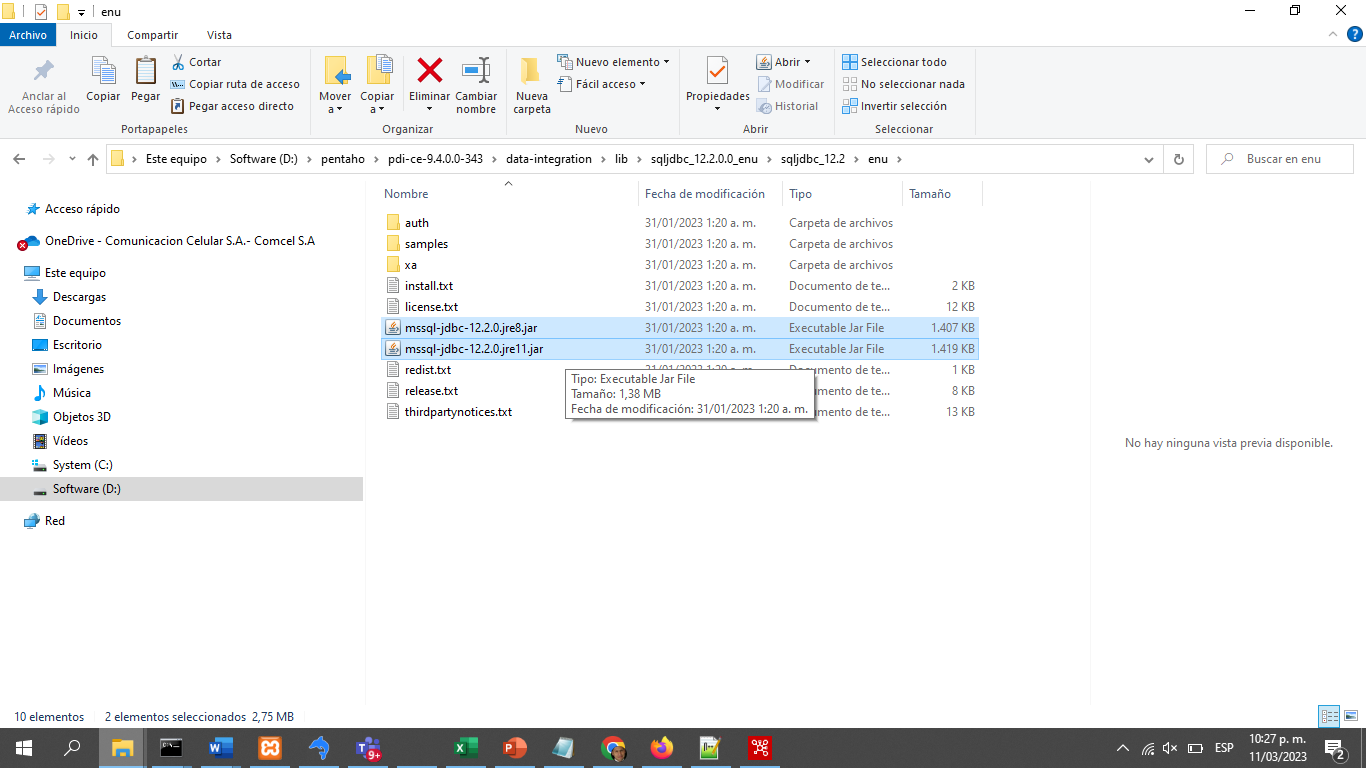 enu
Archivo Inicio Compartir Vista
Anclar al Acceso rápido
Copiar
Pegar
Cortar
Copiar ruta de acceso
Pegar acceso directo
Portapapeles
Mover a
Copiar a
Eliminar
Cambiar nombre
Organizar
Nueva carpeta
Nuevo elemento
Fácil acceso
Nuevo
Propiedades
Abrir
Modificar
Historial
Abrir
Seleccionar todo
No seleccionar nada
Invertir selección
Seleccionar
Este equipo > Software (D:) > pentaho > pdi-ce-9.4.0.0-343 > data-integration > lib > sqljdbc_12.2.0.0_enu > sqljdbc_12.2 > enu >
Buscar en enu
Acceso rápido
OneDrive - Comunicacion Celular S.A.- Comcel S.A
Este equipo
Descargas
Documentos
Escritorio
Imágenes
Música
Objetos 3D
Vídeos
System (C:)
Software (D:)
Red
Nombre Fecha de modificación Tipo Tamaño
auth 31/01/2023 1:20 a. m. Carpeta de archivos
samples 31/01/2023 1:20 a. m. Carpeta de archivos
xa 31/01/2023 1:20 a. m. Carpeta de archivos
install.txt 31/01/2023 1:20 a. m. Documento de te... 2 KB
license.txt 31/01/2023 1:20 a. m. Documento de te... 12 KB
mssql-jdbc-12.2.0.jre8.jar 31/01/2023 1:20 a. m. Executable Jar File 1.407 KB
mssql-jdbc-12.2.0.jre11.jar 31/01/2023 1:20 a. m. Executable Jar File 1.419 KB
redist.txt 1 KB
release.txt 8 KB
thirdpartynotices.txt 13 KB
Tipo: Executable Jar File
Tamaño: 1,38 MB
Fecha de modificación: 31/01/2023 1:20 a. m.
No hay ninguna vista previa disponible.
10 elementos 2 elementos seleccionados 2,75 MB
9+
ESP
10:27 p. m.
11/03/2023
2